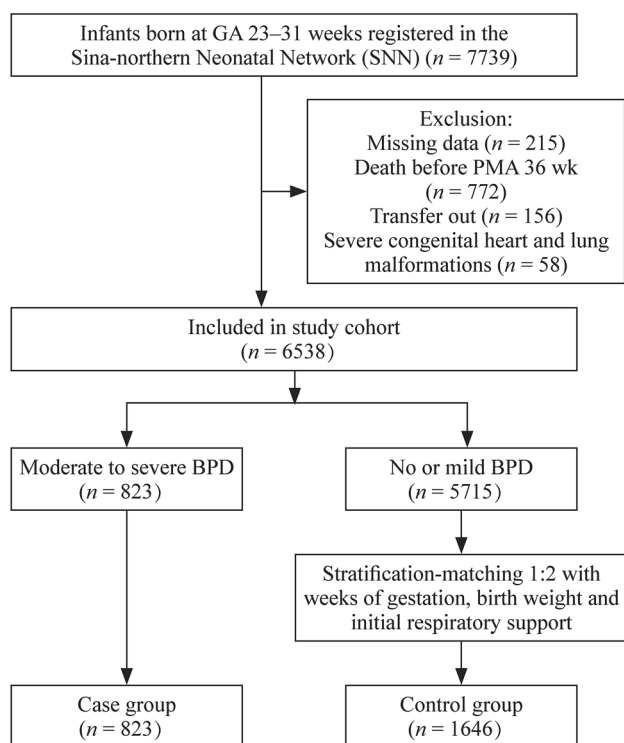 Infants born at GA 23–31 weeks registered in the
Sina-northern Neonatal Network (SNN) (n = 7739)
Exclusion:
Missing data (n = 215)
Death before PMA 36 wk
(n = 772)
Transfer out (n = 156)
Severe congenital heart and lung
malformations (n = 58)
Included in study cohort
(n = 6538)
Moderate to severe BPD
(n = 823)
No or mild BPD
(n = 5715)
Stratification-matching 1:2 with
weeks of gestation, birth weight and
initial respiratory support
Case group
(n = 823)
Control group
(n = 1646)